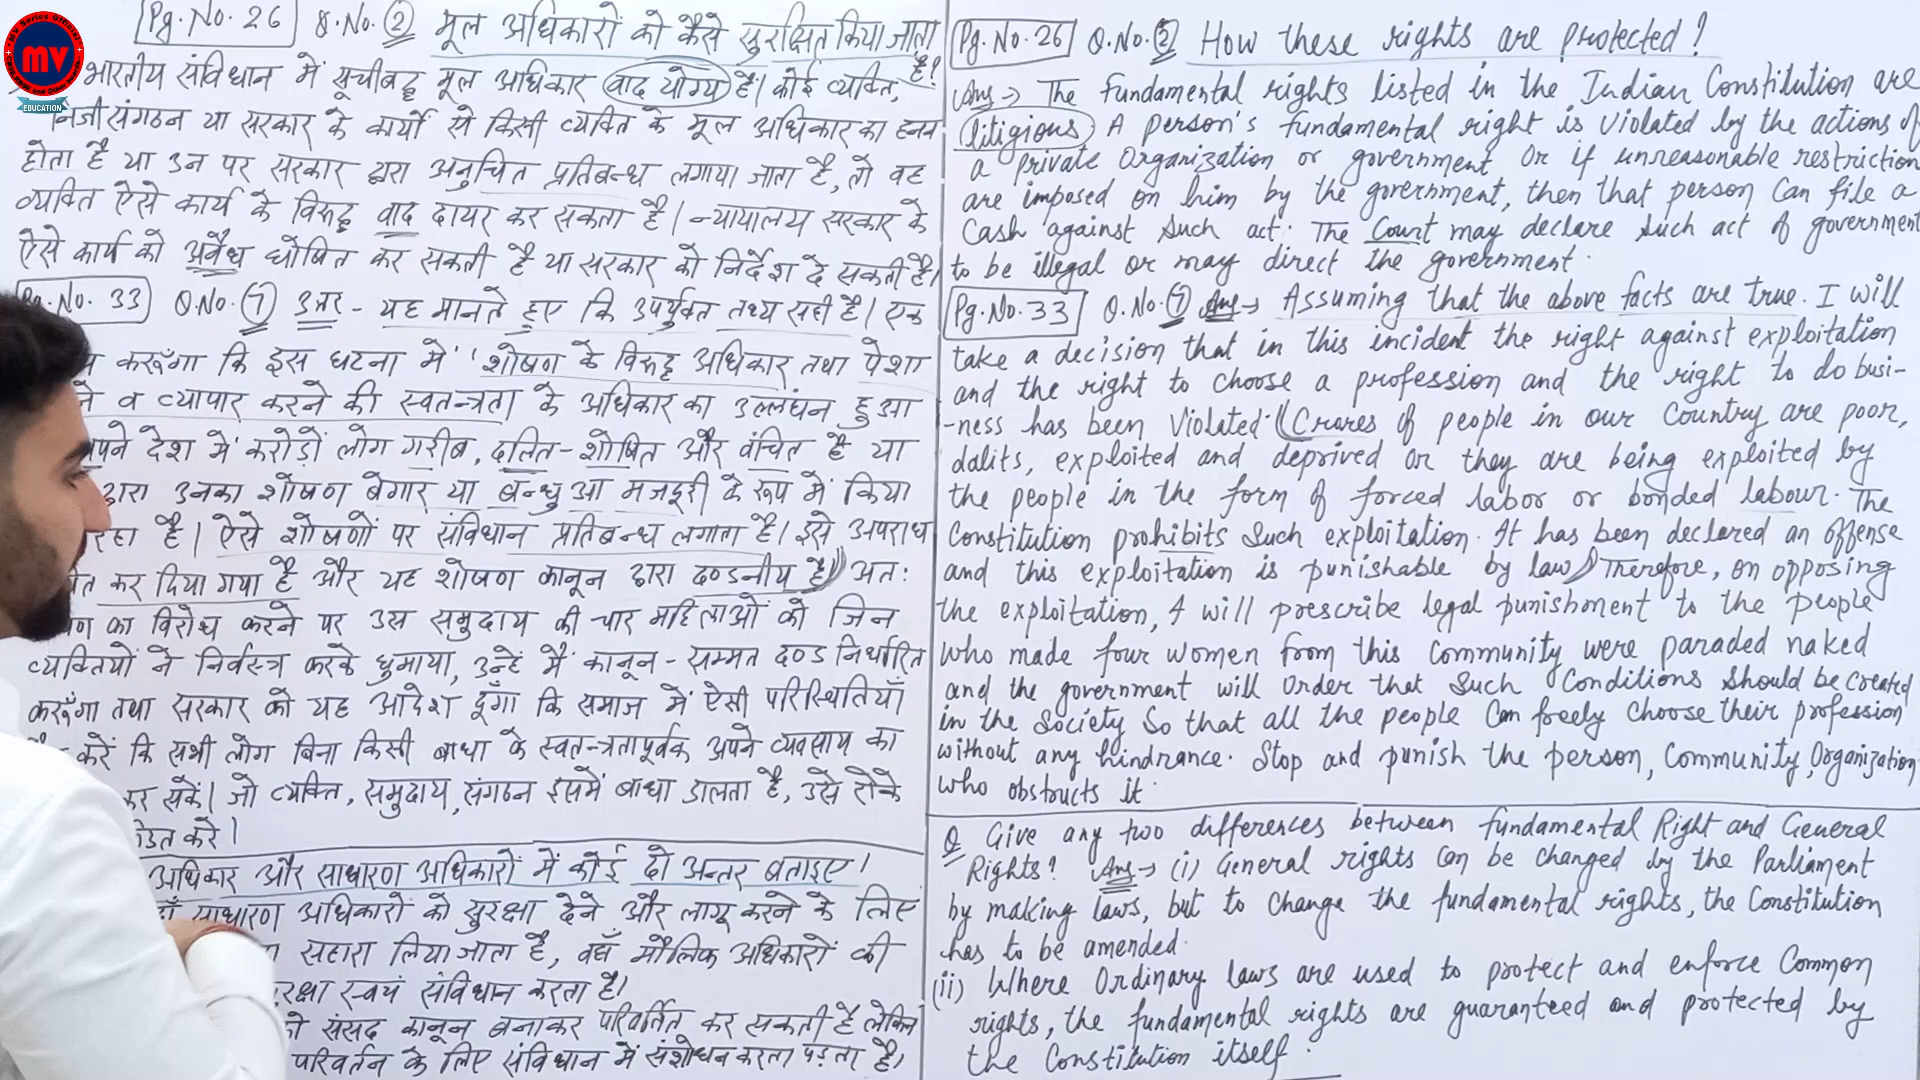 MV Series Official
MV
EDUCATION
Pg. No. 26 Q. No. (2) मूल अधिकारों को कैसे सुरक्षित किया जाता है?
भारतीय संविधान में सूचीबद्ध मूल अधिकार वाद योग्य हैं। कोई व्यक्ति,
निजी संगठन या सरकार के कार्यों से किसी व्यक्ति के मूल अधिकार का हनन
होता है या उन पर सरकार द्वारा अनुचित प्रतिबन्ध लगाया जाता है, तो वह
व्यक्ति ऐसे कार्य के विरुद्ध वाद दायर कर सकता है। न्यायालय सरकार के
ऐसे कार्य को अवैध घोषित कर सकती है या सरकार को निर्देश दे सकती है।
Pg. No. 33 Q.No. (7) उत्तर - यह मानते हुए कि उपर्युक्त तथ्य सही है। एक
करूँगा कि इस घटना में 'शोषण के विरुद्ध अधिकार तथा पेशा
व व्यापार करने की स्वतन्त्रता के अधिकार का उल्लंघन हुआ
अपने देश में करोड़ों लोग गरीब, दलित-शोषित और वंचित हैं या
द्वारा उनका शोषण बेगार या बन्धुआ मजदूरी के रूप में किया
रहा है। ऐसे शोषणों पर संविधान प्रतिबन्ध लगाता है। इसे अपराध
कर दिया गया है और यह शोषण कानून द्वारा दण्डनीय है) अतः
का विरोध करने पर उस समुदाय की चार महिलाओं को जिन
व्यक्तियों ने निर्वस्त्र करके घुमाया, उन्हें मैं कानून-सम्मत दण्ड निर्धारित
करूँगा तथा सरकार को यह आदेश दूँगा कि समाज में ऐसी परिस्थितियाँ
करें कि सभी लोग बिना किसी बाधा के स्वतन्त्रतापूर्वक अपने व्यवसाय का
कर सकें। जो व्यक्ति, समुदाय, संगठन इसमें बाधा डालता है, उसे रोके
करे।
अधिकार और साधारण अधिकारों में कोई दो अन्तर बताइए।
साधारण अधिकारों को सुरक्षा देने और लागू करने के लिए
सहारा लिया जाता है, वहाँ मौलिक अधिकारों की
स्वयं संविधान करता है।
संसद कानून बनाकर परिवर्तित कर सकती है लेकिन
परिवर्तन के लिए संविधान में संशोधन करना पड़ता है।
Pg. No. 26 Q. No. (2) How these rights are protected?
Ans → The fundamental rights listed in the Indian Constitution are
litigious) A person's fundamental right is violated by the actions of
a private Organization or government Or if unreasonable restriction
are imposed on him by the government, then that person Can file a
Cash against such act. The Court may declare such act of government
to be illegal or may direct the government.
Pg. No. 33 Q. No. (7) Ans → Assuming that the above facts are true. I will
take a decision that in this incident the right against exploitation
and the right to choose a profession and the right to do busi-
-ness has been violated. (Crores of people in our Country are poor,
dalits, exploited and deprived or they are being exploited by
the people in the form of forced labor or bonded labour. The
Constitution prohibits Such exploitation. It has been declared an offense
and this exploitation is punishable by law) Therefore, on opposing
the exploitation, I will prescribe legal punishment to the people
who made four women from this Community were paraded naked
and the government will order that Such Conditions should be created
in the Society So that all the people Can freely Choose their profession
without any hindrance. Stop and punish the person, Community, Organization
who obstructs it.
Q Give any two differences between fundamental Right and General
Rights? Ans → (i) General rights Can be changed by the Parliament
by making laws, but to change the fundamental rights, the Constitution
has to be amended.
(ii) Where Ordinary laws are used to protect and enforce Common
rights, the fundamental rights are guaranteed and protected by
the Constitution itself.